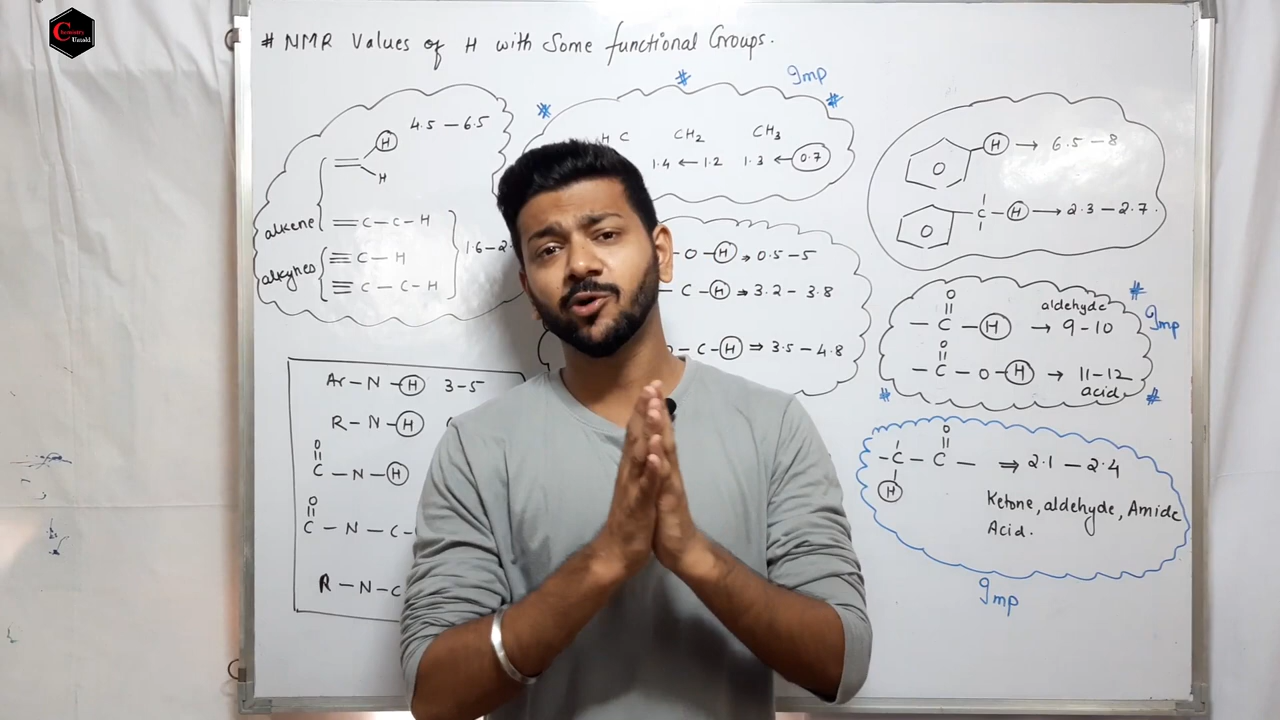 Chemistry
Untold
# NMR Values of H with Some functional Groups.
Imp
H 4.5 – 6.5
H
alkene
= C – C – H
alkynes
≡ C – H
≡ C – C – H
1.6 – 2.
H C CH2 CH3
1.4 ← 1.2 1.3 ← 0.7
– O – H ⇒ 0.5 – 5
– C – H ⇒ 3.2 – 3.8
– C – H ⇒ 3.5 – 4.8
H → 6.5 – 8
– C – H → 2.3 – 2.7.
O
aldehyde
– C – H → 9 – 10
Imp
O
– C – O – H → 11 – 12
acid
O
– C – C – ⇒ 2.1 – 2.4
H
Ketone, aldehyde, Amide
Acid.
Imp
Ar – N – H 3 – 5
R – N – H
O
C – N – H
O
C – N – C –
R – N – C